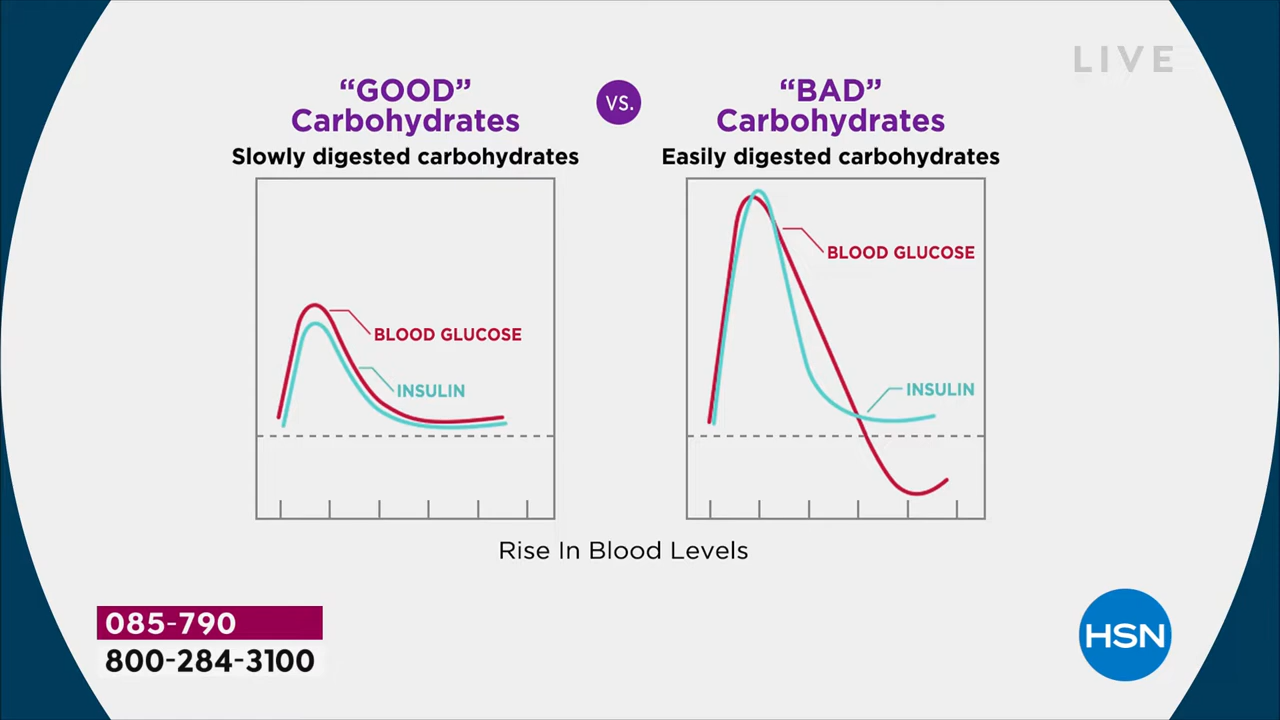 LIVE
“GOOD”
Carbohydrates
Slowly digested carbohydrates
VS.
“BAD”
Carbohydrates
Easily digested carbohydrates
BLOOD GLUCOSE
INSULIN
BLOOD GLUCOSE
INSULIN
Rise In Blood Levels
085-790
800-284-3100
HSN